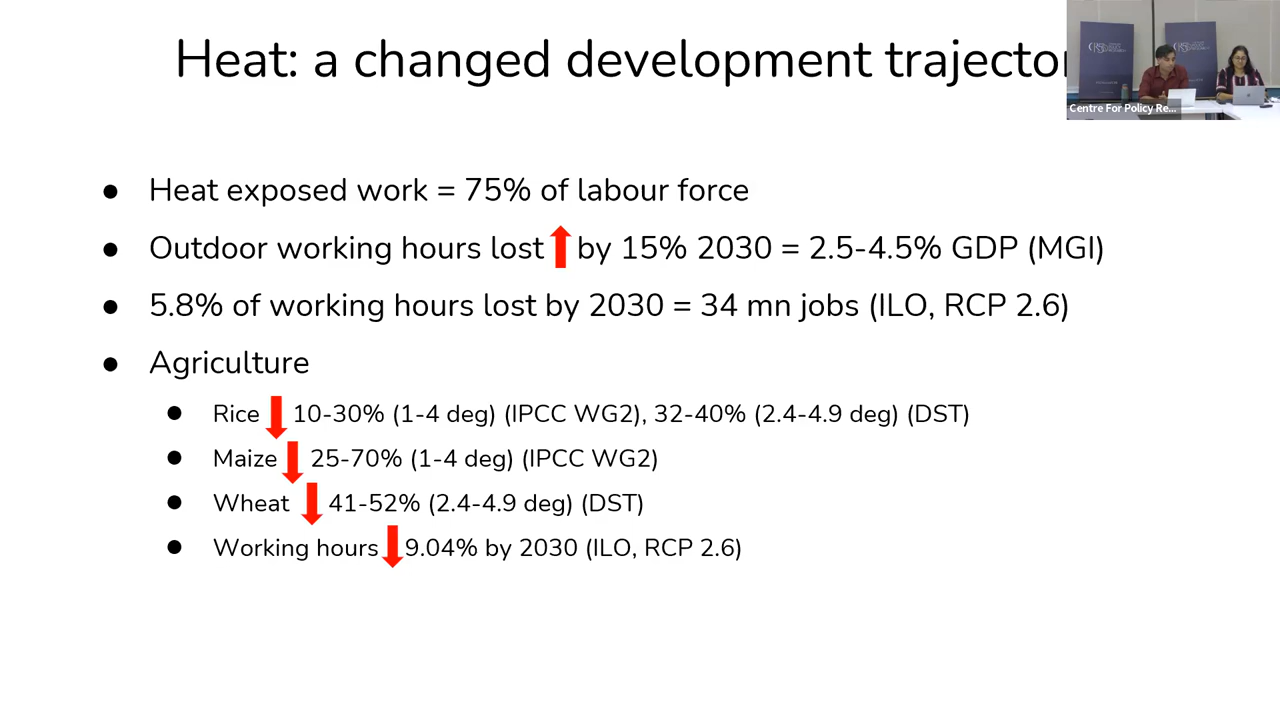 Heat: a changed development trajector
Centre For Policy Re...
● Heat exposed work = 75% of labour force
● Outdoor working hours lost by 15% 2030 = 2.5-4.5% GDP (MGI)
● 5.8% of working hours lost by 2030 = 34 mn jobs (ILO, RCP 2.6)
● Agriculture
● Rice 10-30% (1-4 deg) (IPCC WG2), 32-40% (2.4-4.9 deg) (DST)
● Maize 25-70% (1-4 deg) (IPCC WG2)
● Wheat 41-52% (2.4-4.9 deg) (DST)
● Working hours 9.04% by 2030 (ILO, RCP 2.6)